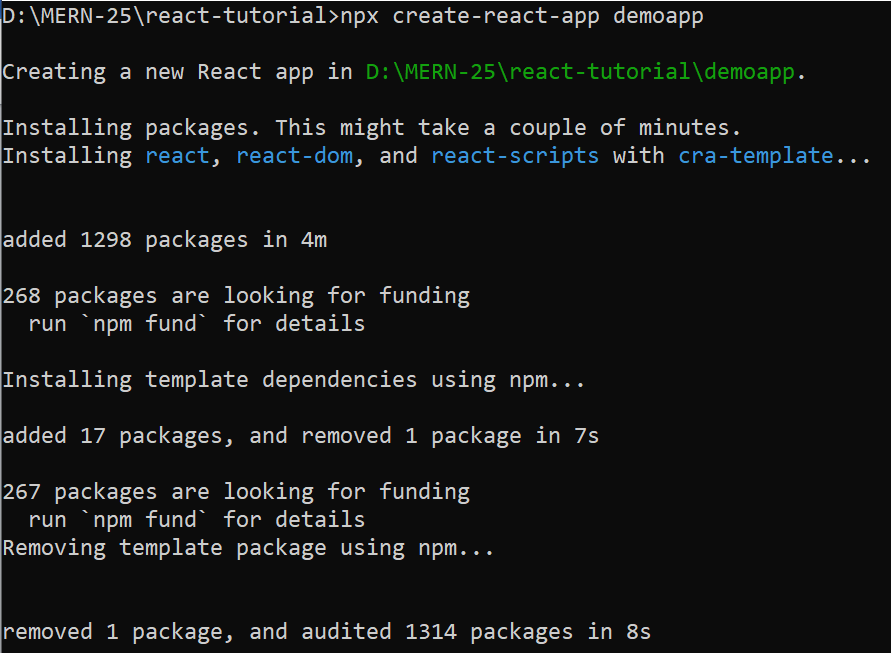 D:\MERN-25\react-tutorial>npx create-react-app demoapp
Creating a new React app in D:\MERN-25\react-tutorial\demoapp.
Installing packages. This might take a couple of minutes.
Installing react, react-dom, and react-scripts with cra-template...
added 1298 packages in 4m
268 packages are looking for funding
  run `npm fund` for details
Installing template dependencies using npm...
added 17 packages, and removed 1 package in 7s
267 packages are looking for funding
  run `npm fund` for details
Removing template package using npm...
removed 1 package, and audited 1314 packages in 8s